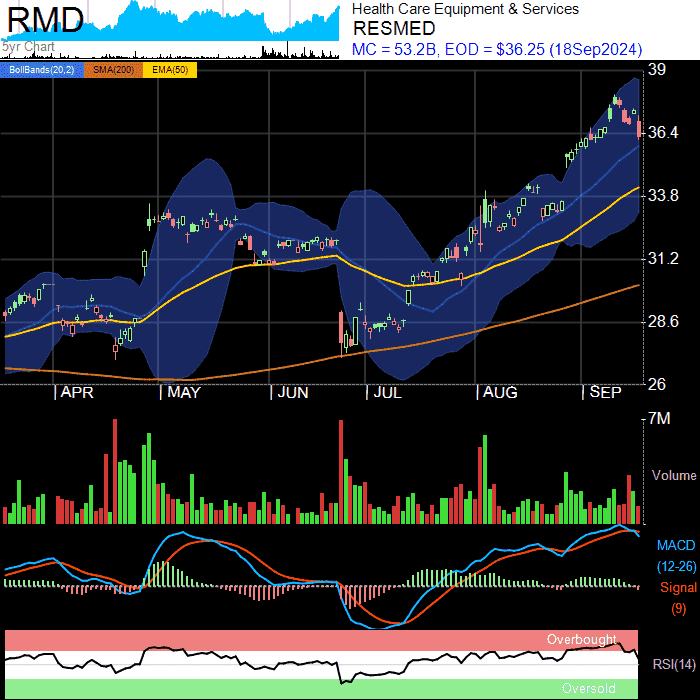 RMD
5yr Chart
Health Care Equipment & Services
RESMED
MC = 53.2B, EOD = $36.25 (18Sep2024)
BollBands(20,2) SMA(200) EMA(50)
39
36.4
33.8
31.2
28.6
26
APR MAY JUN JUL AUG SEP
7M
Volume
MACD
(12-26)
Signal
(9)
Overbought
RSI(14)
Oversold